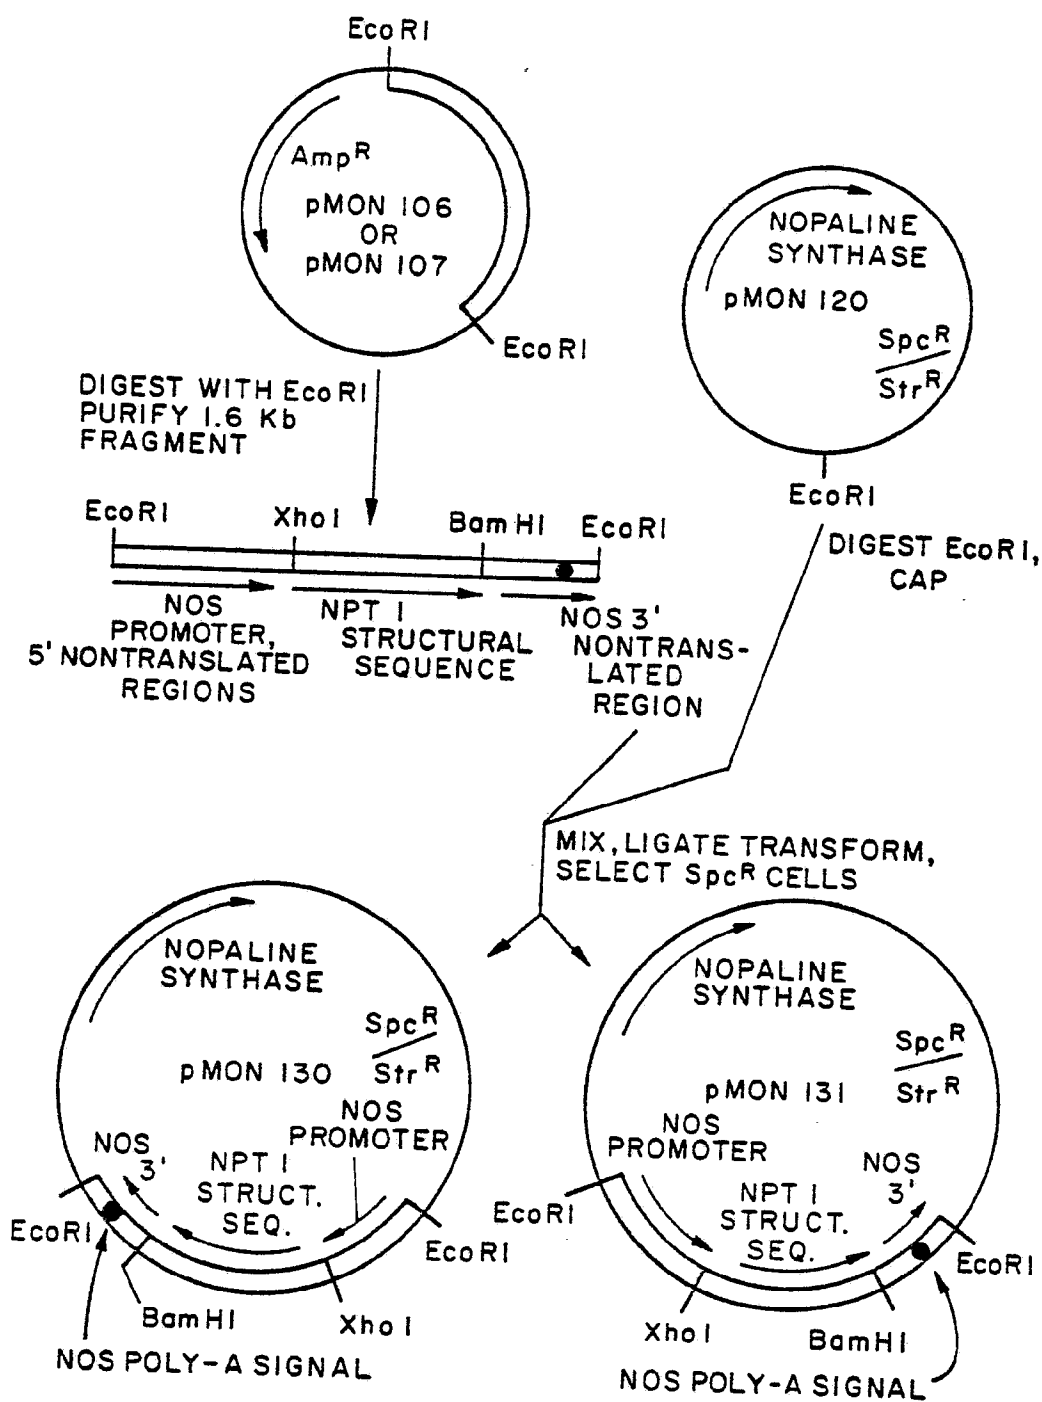 EcoRI
AmpR
pMON 106
OR
pMON 107
EcoRI
NOPALINE
SYNTHASE
pMON 120
SpcR
StrR
EcoRI
DIGEST WITH EcoRI
PURIFY 1.6 Kb
FRAGMENT
DIGEST EcoRI,
CAP
EcoRI
XhoI
BamHI
EcoRI
NOS
PROMOTER,
5' NONTRANSLATED
REGIONS
NPT I
STRUCTURAL
SEQUENCE
NOS 3'
NONTRANS-
LATED
REGION
MIX, LIGATE TRANSFORM,
SELECT SpcR CELLS
NOPALINE
SYNTHASE
SpcR
StrR
pMON 130
NOS
PROMOTER
NOS
3'
NPT I
STRUCT.
SEQ.
EcoRI
EcoRI
BamHI
XhoI
NOS POLY-A SIGNAL
NOPALINE
SYNTHASE
SpcR
StrR
pMON 131
NOS
PROMOTER
NOS
3'
NPT I
STRUCT.
SEQ.
EcoRI
EcoRI
XhoI
BamHI
NOS POLY-A SIGNAL